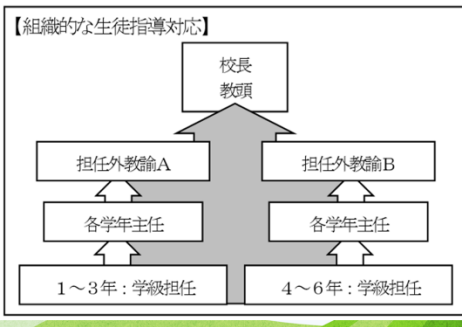 【組織的な生徒指導対応】
校長
教頭
担任外教諭A
担任外教諭B
各学年主任
各学年主任
1～3年：学級担任
4～6年：学級担任